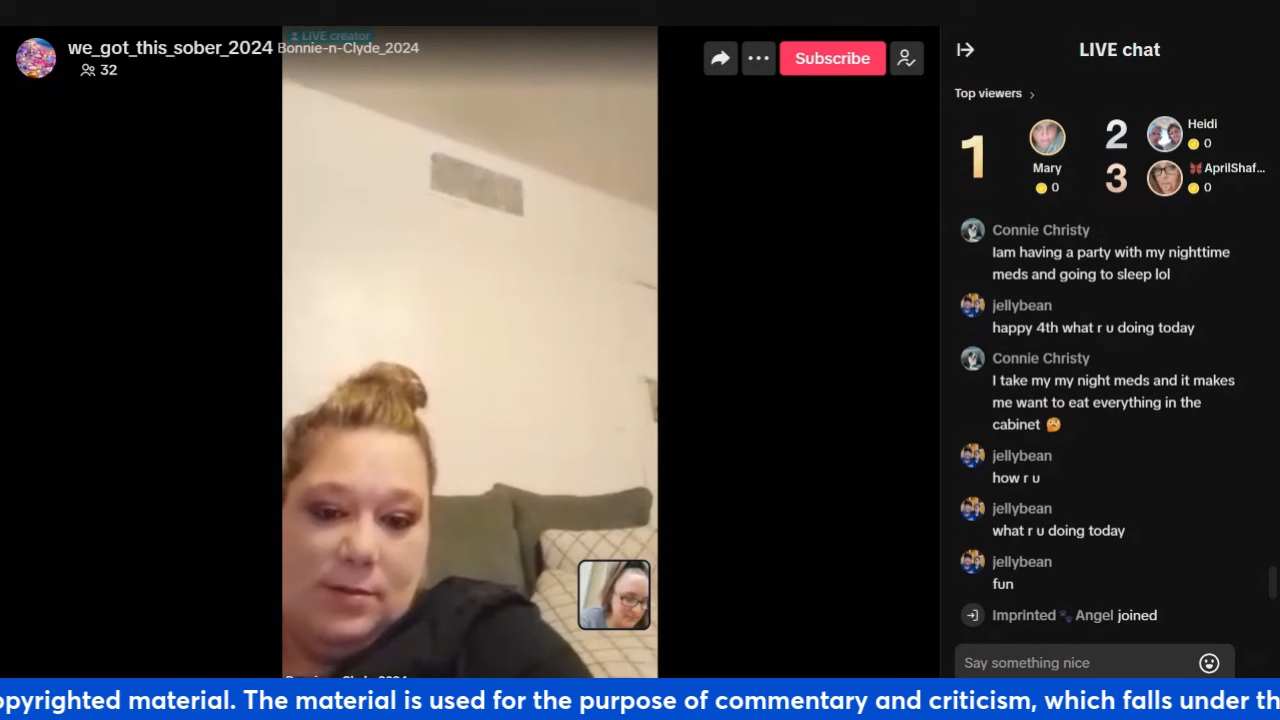 LIVE creator
we_got_this_sober_2024 Bonnie-n-Clyde_2024
32
Subscribe
LIVE chat
Top viewers
1
Mary
0
2
Heidi
0
3
AprilShaf...
0
Connie Christy
Iam having a party with my nighttime
meds and going to sleep lol
jellybean
happy 4th what r u doing today
Connie Christy
I take my my night meds and it makes
me want to eat everything in the
cabinet
jellybean
how r u
jellybean
what r u doing today
jellybean
fun
Imprinted 🐾 Angel joined
Say something nice
opyrighted material. The material is used for the purpose of commentary and criticism, which falls under th